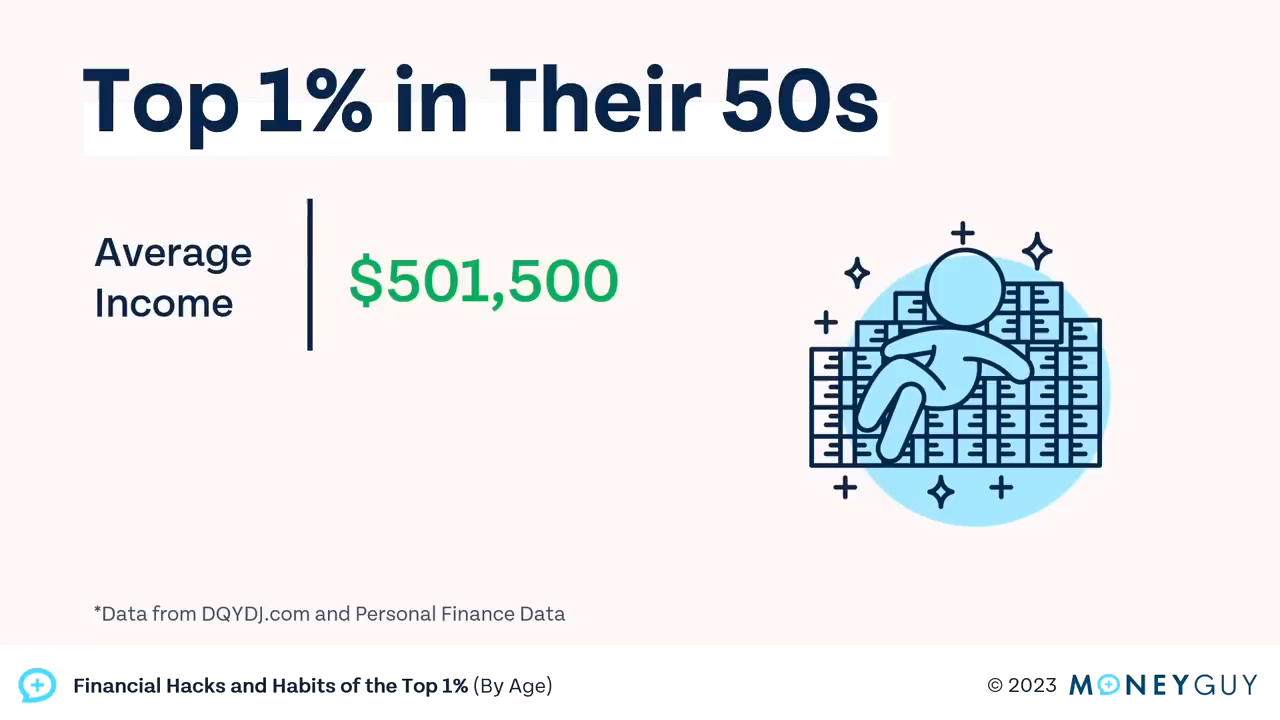 Top 1% in Their 50s
Average
Income
$501,500
*Data from DQYDJ.com and Personal Finance Data
Financial Hacks and Habits of the Top 1% (By Age)
© 2023 MONEYGUY